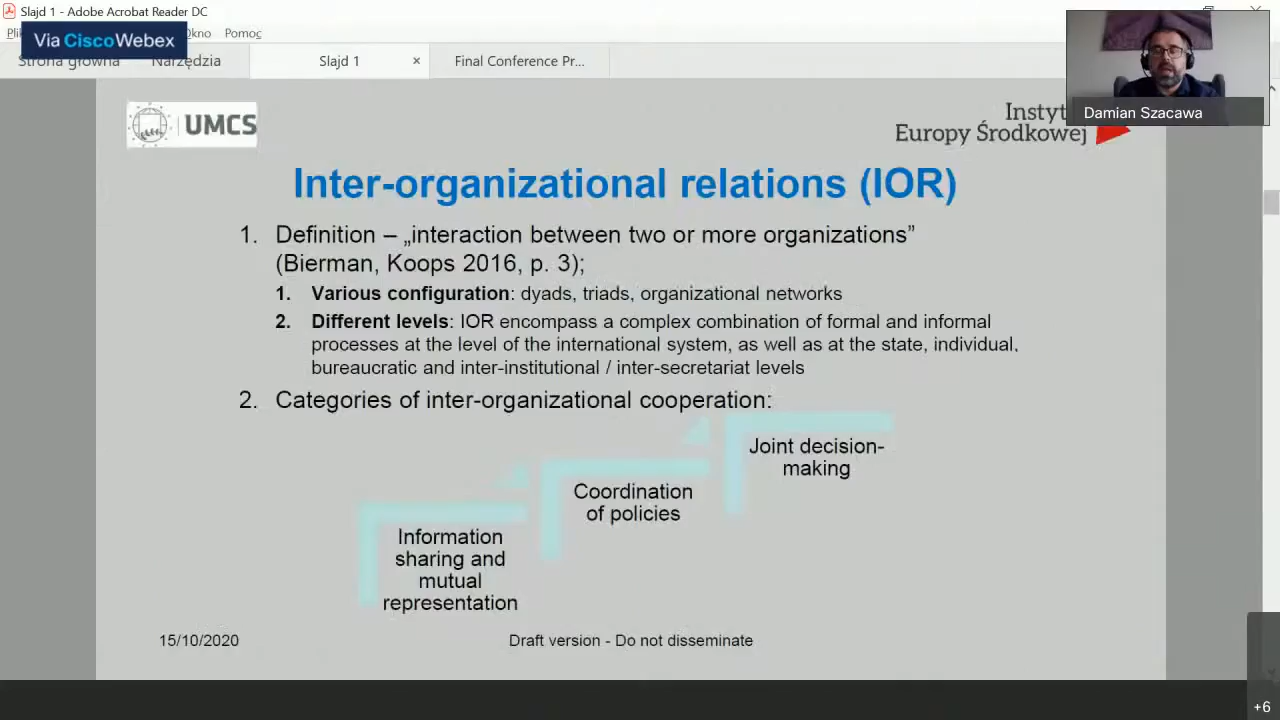 Slajd 1 - Adobe Acrobat Reader DC
Via CiscoWebex
Okno Pomoc
Strona główna Narzędzia Slajd 1 × Final Conference Pr...
Damian Szacawa
UMCS
Instyt
Europy Środkowej
Inter-organizational relations (IOR)
1. Definition – „interaction between two or more organizations”
(Bierman, Koops 2016, p. 3);
1. Various configuration: dyads, triads, organizational networks
2. Different levels: IOR encompass a complex combination of formal and informal
processes at the level of the international system, as well as at the state, individual,
bureaucratic and inter-institutional / inter-secretariat levels
2. Categories of inter-organizational cooperation:
Joint decision-
making
Coordination
of policies
Information
sharing and
mutual
representation
15/10/2020
Draft version - Do not disseminate
+6